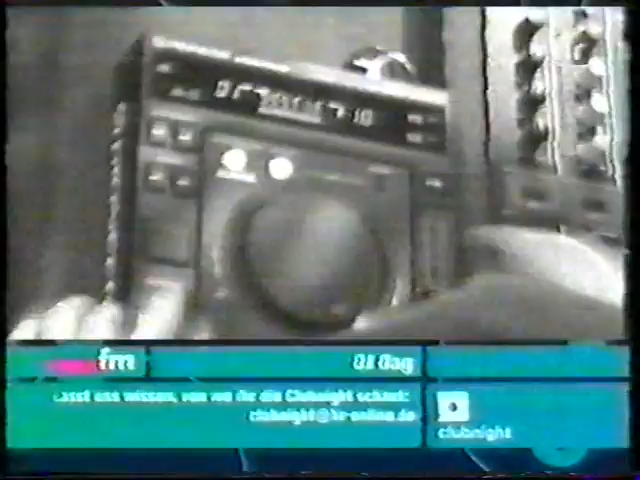 fm
DJ Dag
Lasst uns wissen, von wo ihr die Clubnight schaut:
clubnight@hr-online.de
clubnight